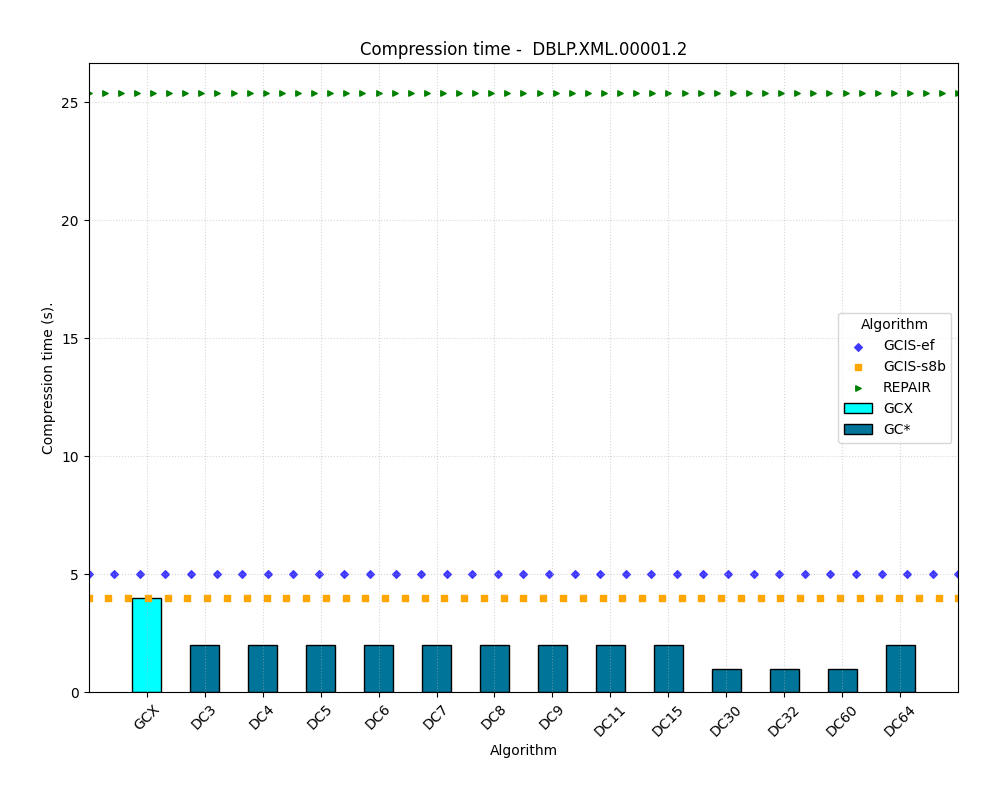 Compression time -  DBLP.XML.00001.2
Compression time (s).
25
20
15
10
5
0
Algorithm
GCIS-ef
GCIS-s8b
REPAIR
GCX
GC*
GCX
DC3
DC4
DC5
DC6
DC7
DC8
DC9
DC11
DC15
DC30
DC32
DC60
DC64
Algorithm